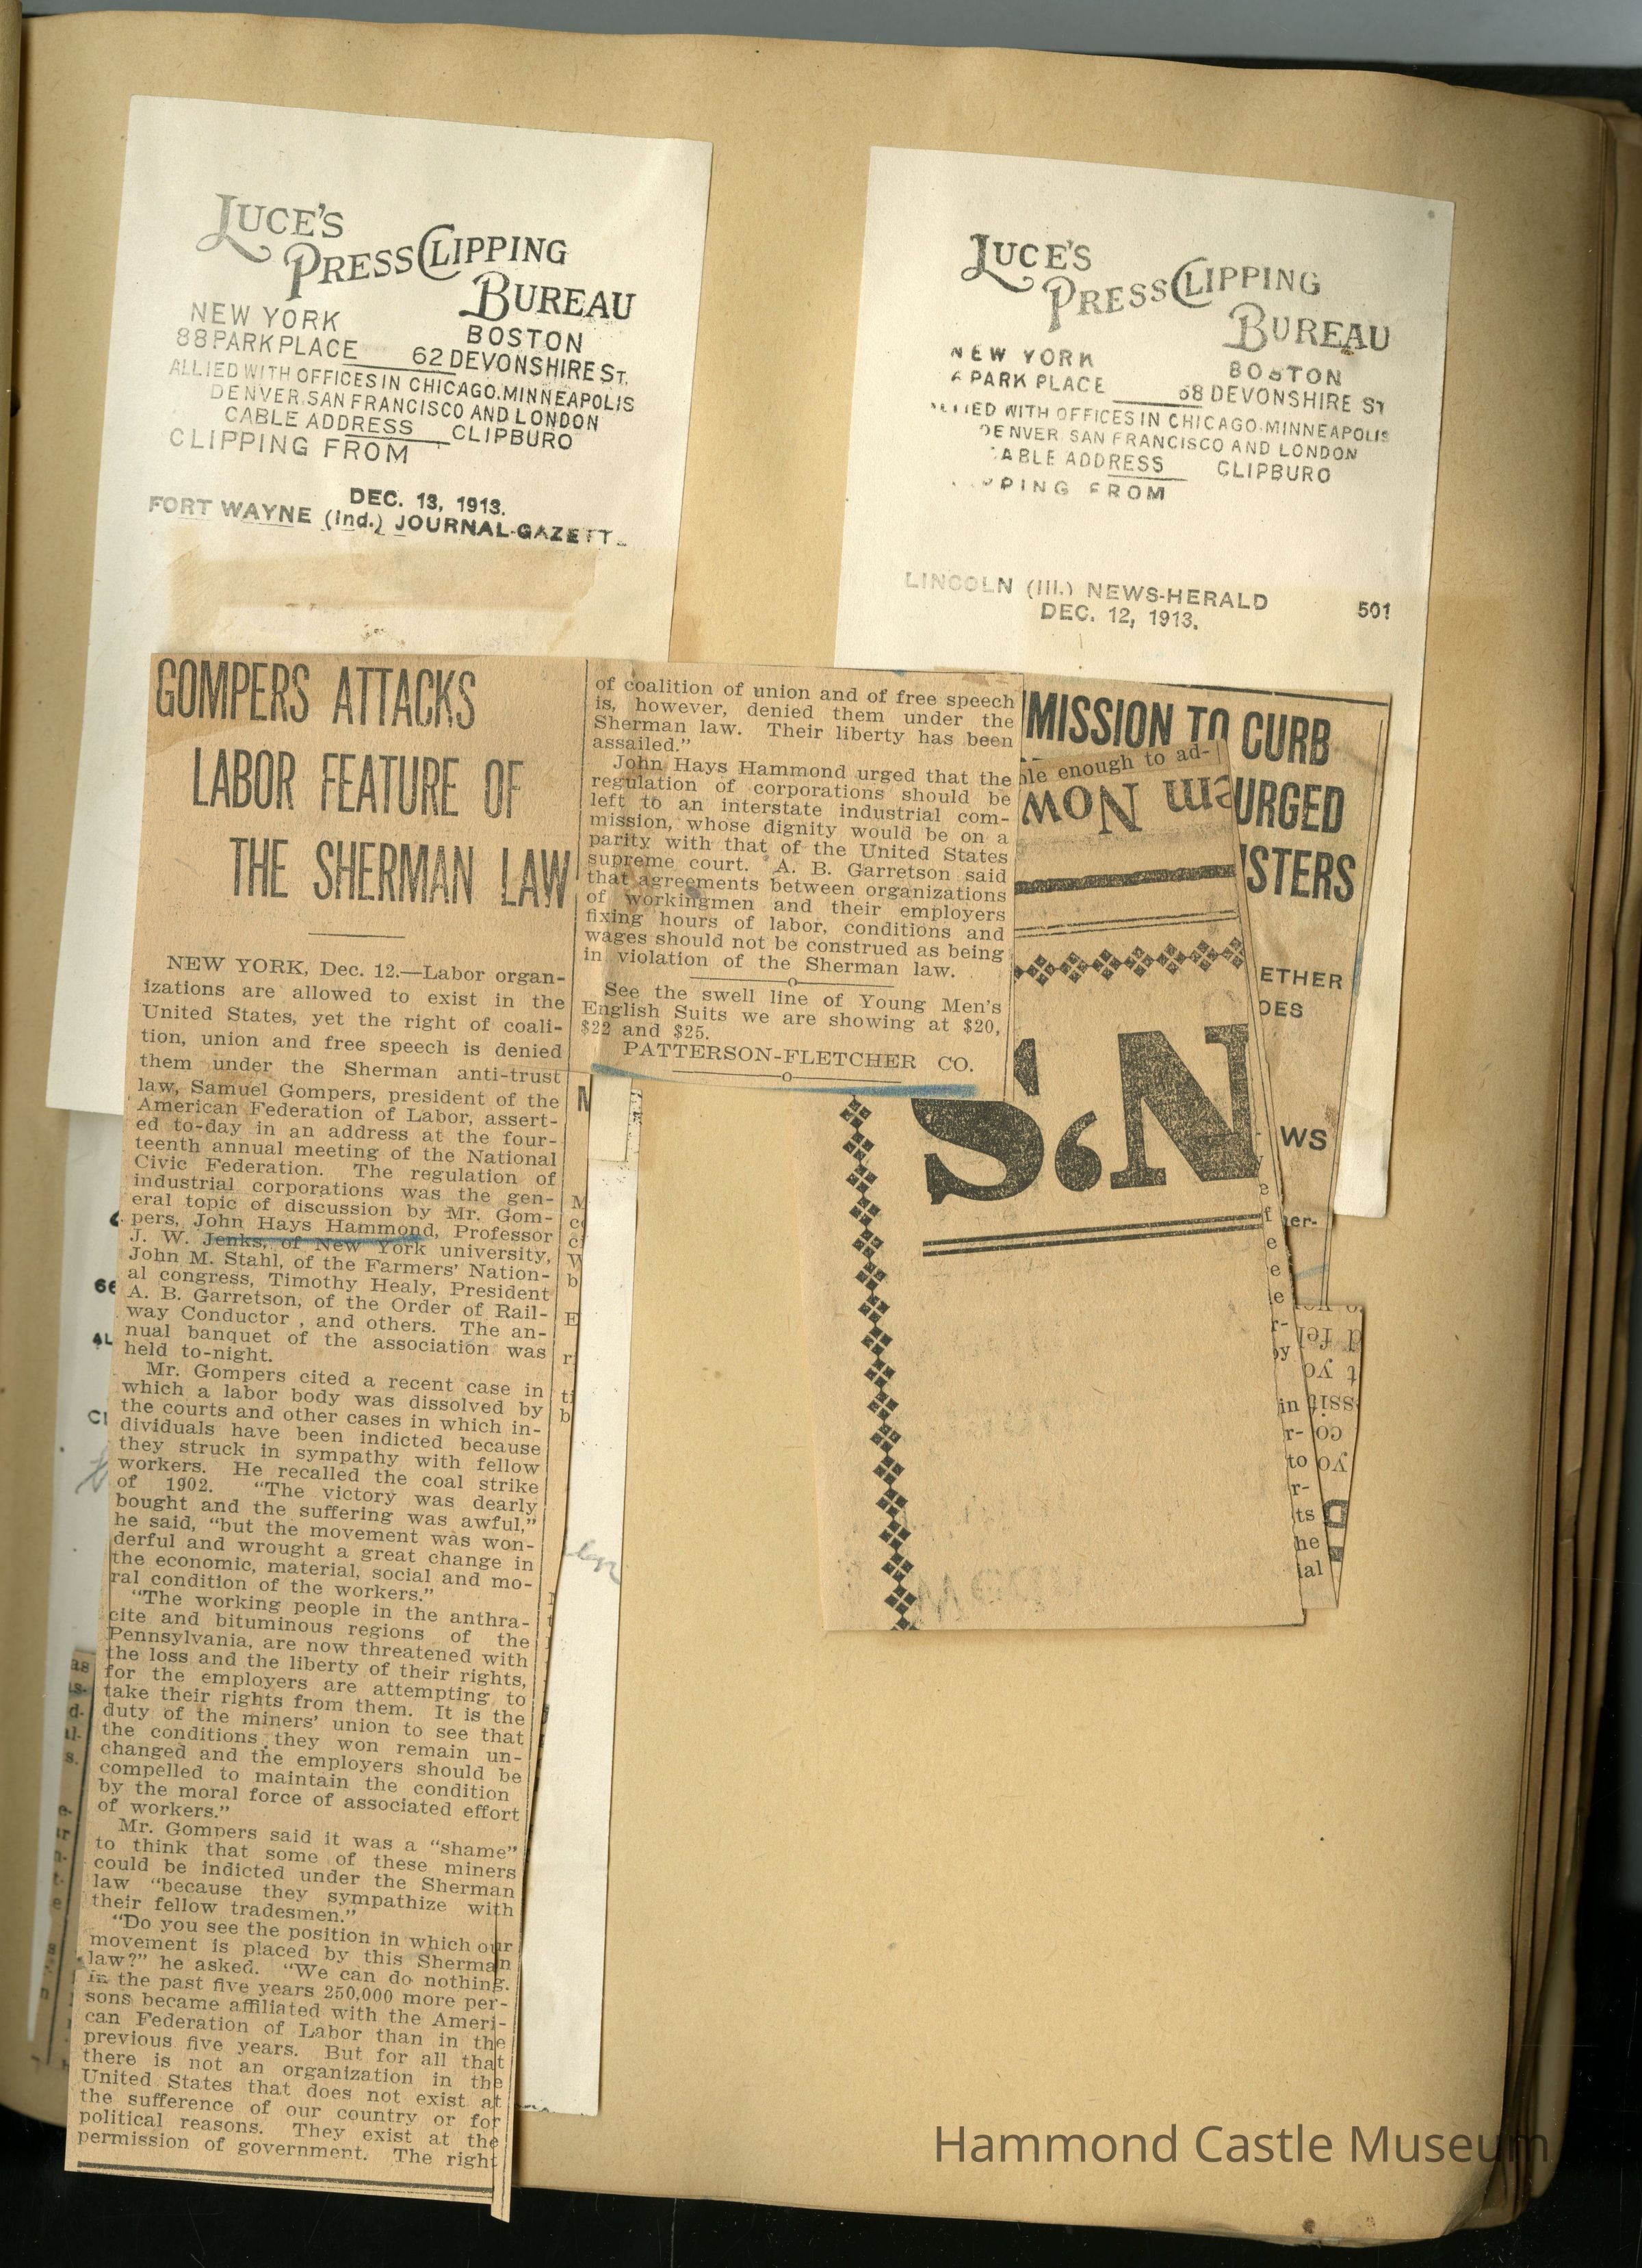 LUCE'S
PRESS CLIPPING
BUREAU
NEW YORK
BOSTON
88 PARK PLACE
62 DEVONSHIRE ST.
ALLIED WITH OFFICES IN CHICAGO. MINNEAPOLIS
DENVER. SAN FRANCISCO AND LONDON
CABLE ADDRESS CLIPBURO
CLIPPING FROM
DEC. 13, 1913.
FORT WAYNE (Ind.) JOURNAL-GAZETT
GOMPERS ATTACKS
LABOR FEATURE OF
THE SHERMAN LAW
NEW YORK, Dec. 12.—Labor organ-
izations are allowed to exist in the
United States, yet the right of coali-
tion, union and free speech is denied
them under the Sherman anti-trust
law, Samuel Gompers, president of the
American Federation of Labor, assert-
ed to-day in an address at the four-
teenth annual meeting of the National
Civic Federation. The regulation of
industrial corporations was the gen-
eral topic of discussion by Mr. Gom-
pers, John Hays Hammond, Professor
J. W. Jenks, of New York university,
John M. Stahl, of the Farmers' Nation-
al congress, Timothy Healy, President
A. B. Garretson, of the Order of Rail-
way Conductor , and others. The an-
nual banquet of the association was
held to-night.
Mr. Gompers cited a recent case in
which a labor body was dissolved by
the courts and other cases in which in-
dividuals have been indicted because
they struck in sympathy with fellow
workers. He recalled the coal strike
of 1902. "The victory was dearly
bought and the suffering was awful,"
he said, "but the movement was won-
derful and wrought a great change in
the economic, material, social and mo-
ral condition of the workers."
"The working people in the anthra-
cite and bituminous regions of the
Pennsylvania, are now threatened with
the loss and the liberty of their rights,
for the employers are attempting to
take their rights from them. It is the
duty of the miners' union to see that
the conditions they won remain un-
changed and the employers should be
compelled to maintain the condition
by the moral force of associated effort
of workers."
Mr. Gompers said it was a "shame"
to think that some of these miners
could be indicted under the Sherman
law "because they sympathize with
their fellow tradesmen."
"Do you see the position in which our
movement is placed by this Sherman
law?" he asked. "We can do nothing.
In the past five years 250,000 more per-
sons became affiliated with the Ameri-
can Federation of Labor than in the
previous five years. But for all that
there is not an organization in the
United States that does not exist at
the sufference of our country or for
political reasons. They exist at the
permission of government. The right
of coalition of union and of free speech
is, however, denied them under the
Sherman law. Their liberty has been
assailed."
John Hays Hammond urged that the
regulation of corporations should be
left to an interstate industrial com-
mission, whose dignity would be on a
parity with that of the United States
supreme court. A. B. Garretson said
that agreements between organizations
of workingmen and their employers
fixing hours of labor, conditions and
wages should not be construed as being
in violation of the Sherman law.
See the swell line of Young Men's
English Suits we are showing at $20,
$22 and $25.
PATTERSON-FLETCHER CO.
LUCE'S
PRESS CLIPPING
BUREAU
NEW YORK
BOSTON
PARK PLACE
68 DEVONSHIRE ST
WITH OFFICES IN CHICAGO. MINNEAPOLIS
DENVER. SAN FRANCISCO AND LONDON
ADDRESS CLIPBURO
FROM
LINCOLN (Ill.) NEWS-HERALD
DEC. 12, 1913.
501
MISSION TO CURB
URGED
STERS
enough to ad-
Now
ETHER
OES
N'S
WS
er-
in
to
ts
he
ial
Hammond Castle Museum